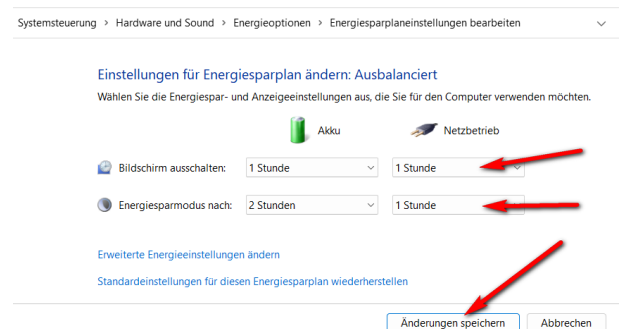 Systemsteuerung > Hardware und Sound > Energieoptionen > Energiesparplaneinstellungen bearbeiten
Einstellungen für Energiesparplan ändern: Ausbalanciert
Wählen Sie die Energiespar- und Anzeigeeinstellungen aus, die Sie für den Computer verwenden möchten.
Akku Netzbetrieb
Bildschirm ausschalten: 1 Stunde 1 Stunde
Energiesparmodus nach: 2 Stunden 1 Stunde
Erweiterte Energieeinstellungen ändern
Standardeinstellungen für diesen Energiesparplan wiederherstellen
Änderungen speichern Abbrechen